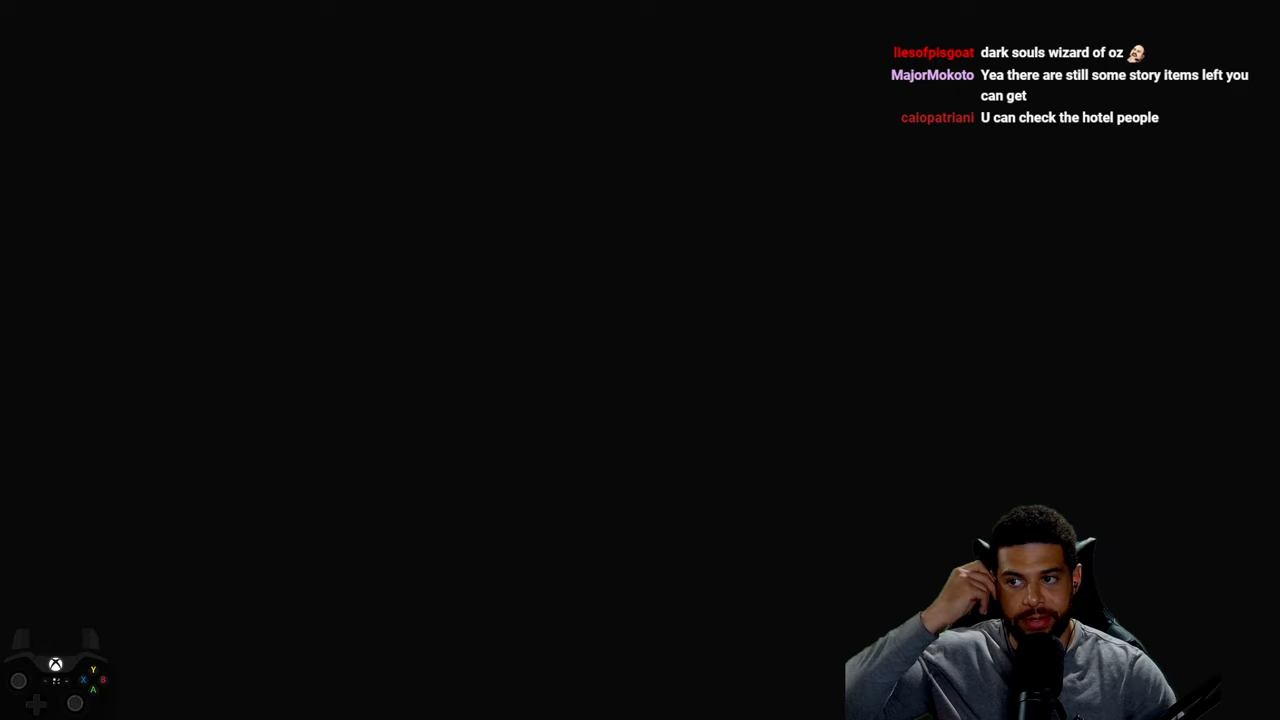 liesofpisgoat dark souls wizard of oz
MajorMokoto Yea there are still some story items left you
can get
caiopatriani U can check the hotel people
Y
X B
A